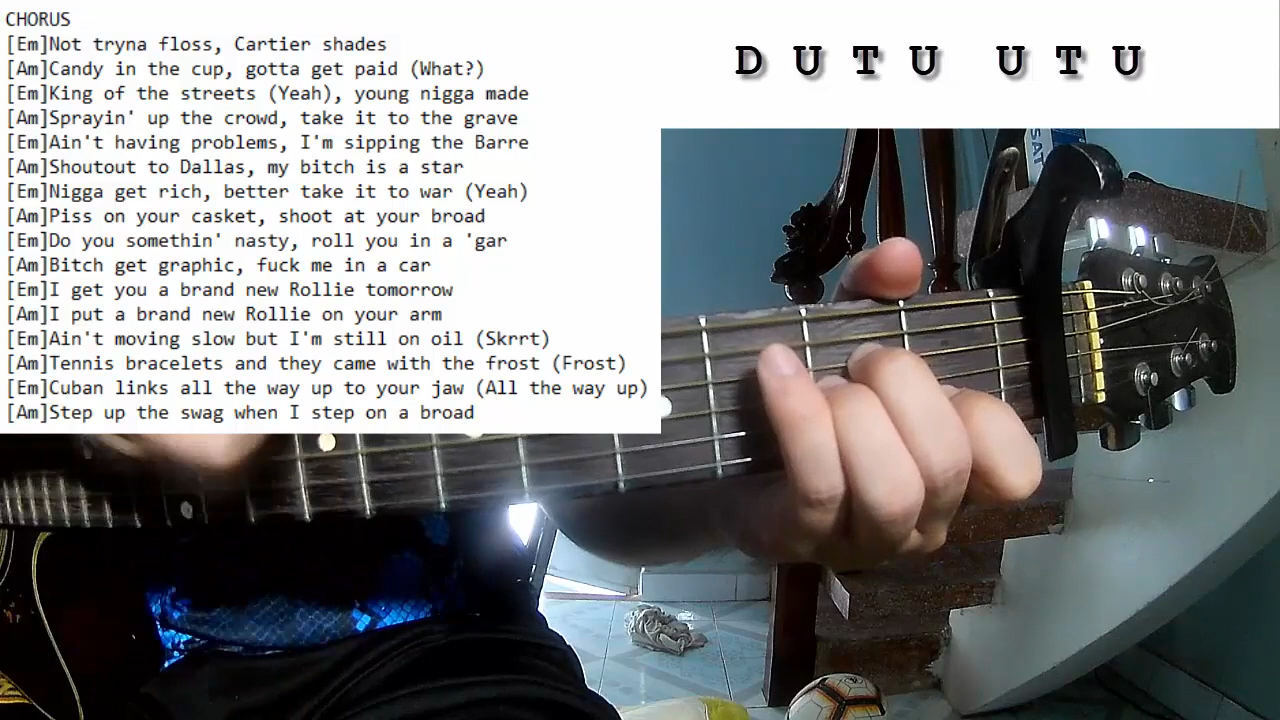 CHORUS
[Em]Not tryna floss, Cartier shades
[Am]Candy in the cup, gotta get paid (What?)
[Em]King of the streets (Yeah), young nigga made
[Am]Sprayin' up the crowd, take it to the grave
[Em]Ain't having problems, I'm sipping the Barre
[Am]Shoutout to Dallas, my bitch is a star
[Em]Nigga get rich, better take it to war (Yeah)
[Am]Piss on your casket, shoot at your broad
[Em]Do you somethin' nasty, roll you in a 'gar
[Am]Bitch get graphic, fuck me in a car
[Em]I get you a brand new Rollie tomorrow
[Am]I put a brand new Rollie on your arm
[Em]Ain't moving slow but I'm still on oil (Skrrt)
[Am]Tennis bracelets and they came with the frost (Frost)
[Em]Cuban links all the way up to your jaw (All the way up)
[Am]Step up the swag when I step on a broad
D U T U U T U
SAT